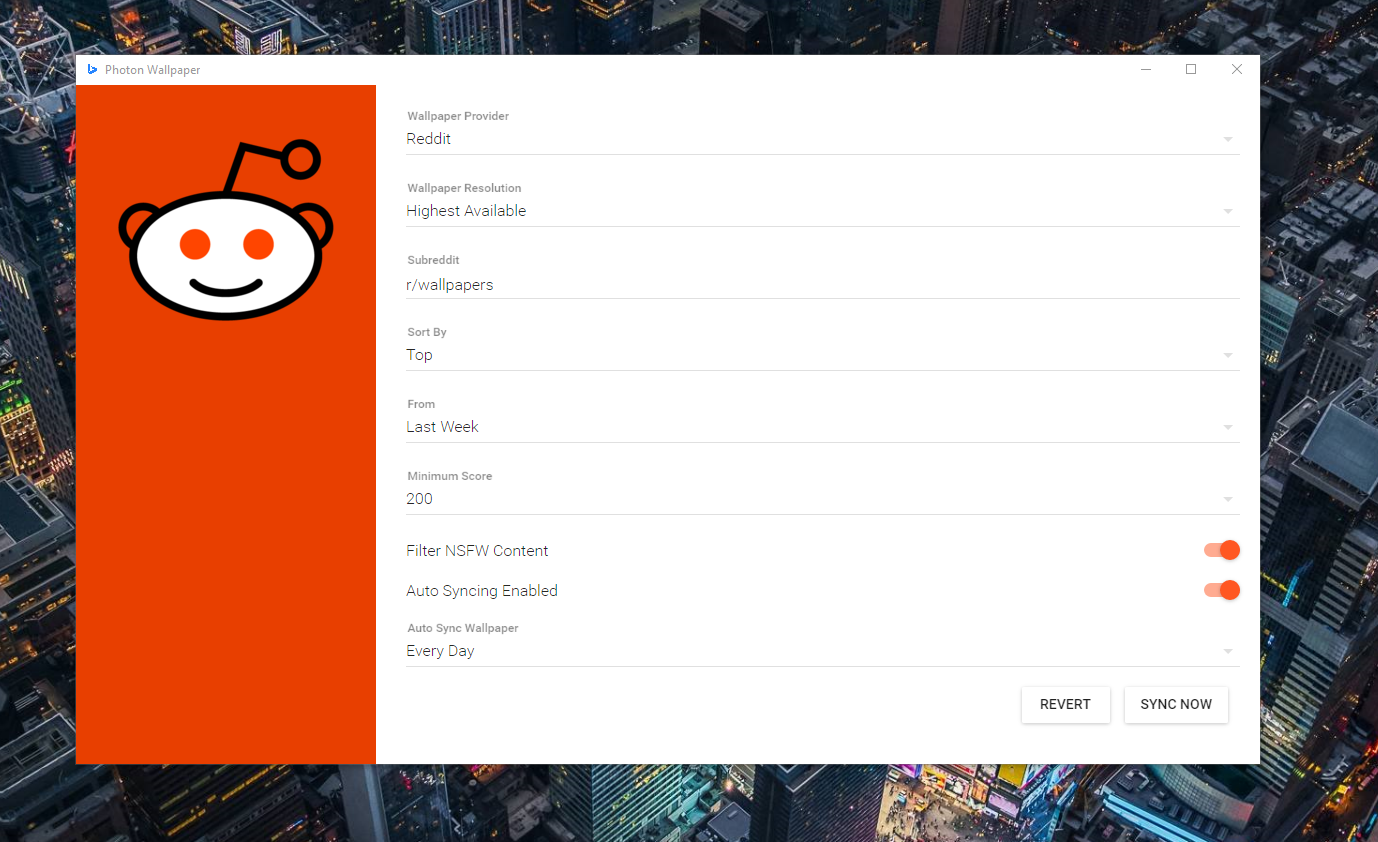 Photon Wallpaper
Wallpaper Provider
Reddit
Wallpaper Resolution
Highest Available
Subreddit
r/wallpapers
Sort By
Top
From
Last Week
Minimum Score
200
Filter NSFW Content
Auto Syncing Enabled
Auto Sync Wallpaper
Every Day
REVERT
SYNC NOW